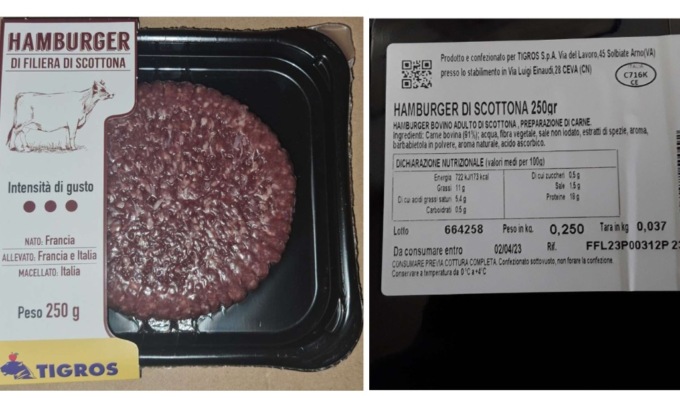 HAMBURGER
DI FILIERA DI SCOTTONA
Intensità di gusto
NATO: Francia
ALLEVATO: Francia e Italia
MACELLATO: Italia
Peso 250 g
TIGROS
Prodotto e confezionato per TIGROS S.p.A. Via del Lavoro,45 Solbiate Arno(VA)
presso lo stabilimento in Via Luigi Einaudi,28 CEVA (CN)
ITALIA
C716K
CE
HAMBURGER DI SCOTTONA 250gr
HAMBURGER BOVINO ADULTO DI SCOTTONA , PREPARAZIONE DI CARNE.
Ingredienti: Carne bovina (91%); acqua, fibra vegetale, sale non iodato, estratti di spezie, aroma,
barbabietola in polvere, aroma naturale, acido ascorbico.
DICHIARAZIONE NUTRIZIONALE (valori medi per 100g)
Energia 722 kJ/173 kcal Di cui zuccheri 0.5 g
Grassi 11 g Sale 1.5 g
Di cui acidi grassi saturi 5.4 g Proteine 19 g
Carboidrati 0.5 g
Lotto 664258 Peso in kg. 0,250 Tara in kg 0,037
Da consumare entro 02/04/23 Rif. FFL23P00312P 23
CONSUMARE PREVIA COTTURA COMPLETA. Confezionato sottovuoto, non forare la confezione.
Conservare a temperatura da 0°C a +4°C